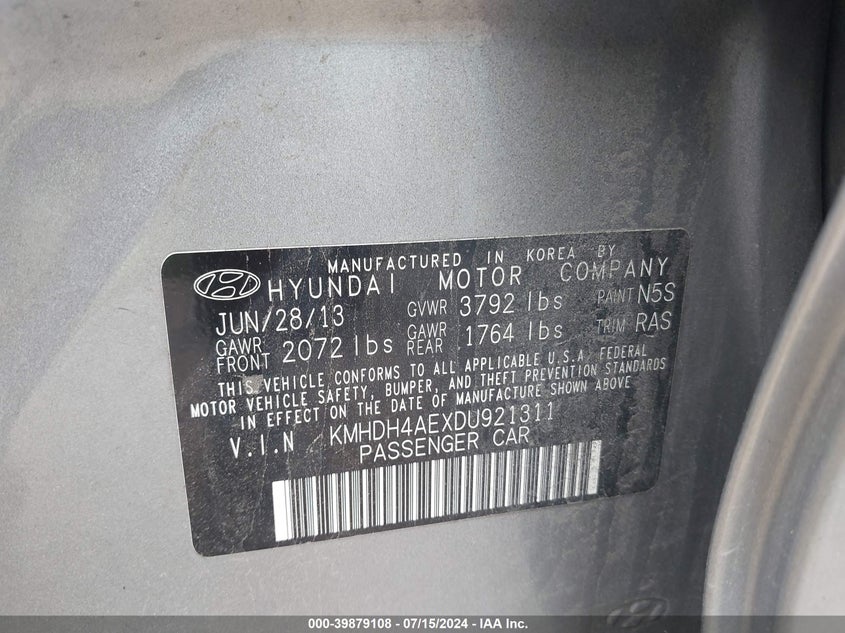 MANUFACTURED IN KOREA BY
HYUNDAI MOTOR COMPANY
JUN/28/13 GVWR 3792 lbs PAINT N5S
GAWR FRONT 2072 lbs GAWR REAR 1764 lbs TRIM RAS
THIS VEHICLE CONFORMS TO ALL APPLICABLE U.S.A. FEDERAL
MOTOR VEHICLE SAFETY, BUMPER, AND THEFT PREVENTION STANDARDS
IN EFFECT ON THE DATE OF MANUFACTURE SHOWN ABOVE
V.I.N KMHDH4AEXDU921311
PASSENGER CAR
000-39879108 - 07/15/2024 - IAA, Inc.